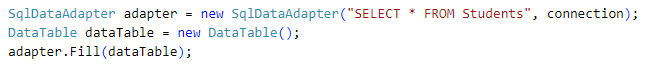 SqlDataAdapter adapter = new SqlDataAdapter("SELECT * FROM Students", connection);
DataTable dataTable = new DataTable();
adapter.Fill(dataTable);